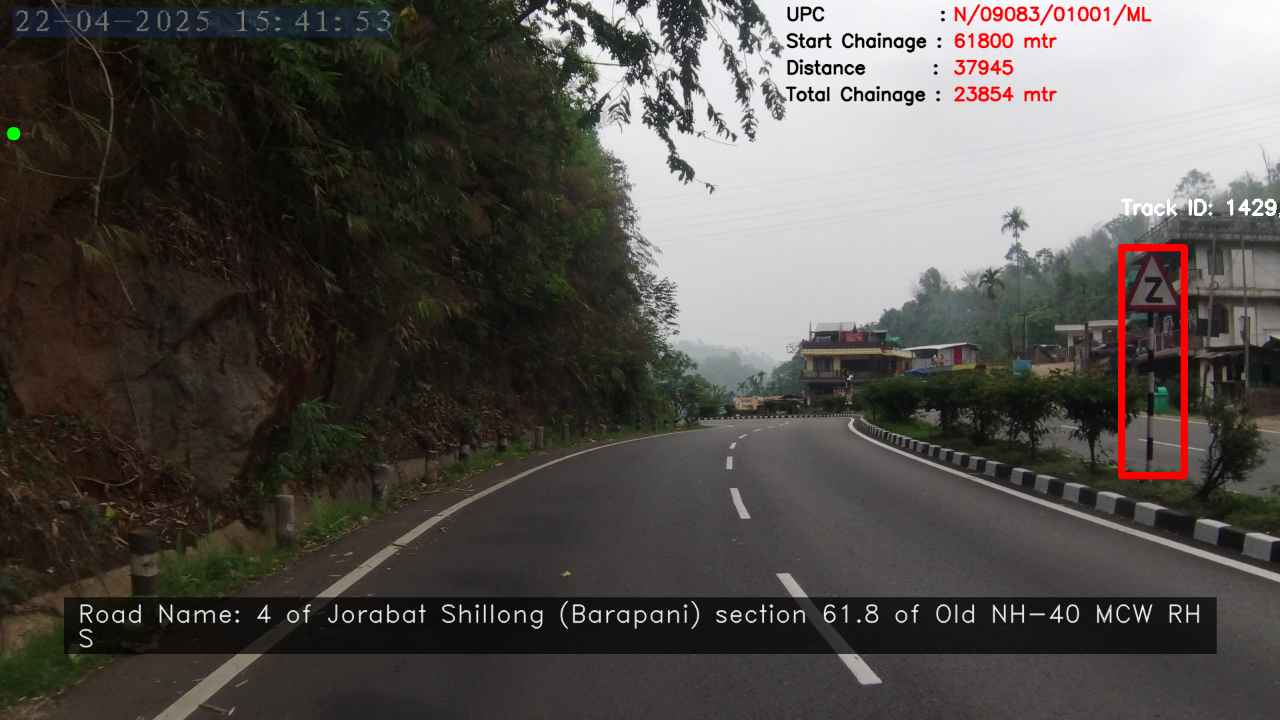 22-04-2025 15:41:53
UPC : N/09083/01001/ML
Start Chainage : 61800 mtr
Distance : 37945
Total Chainage : 23854 mtr
Track ID: 1429
Z
Road Name: 4 of Jorabat Shillong (Barapani) section 61.8 of Old NH-40 MCW RH
S